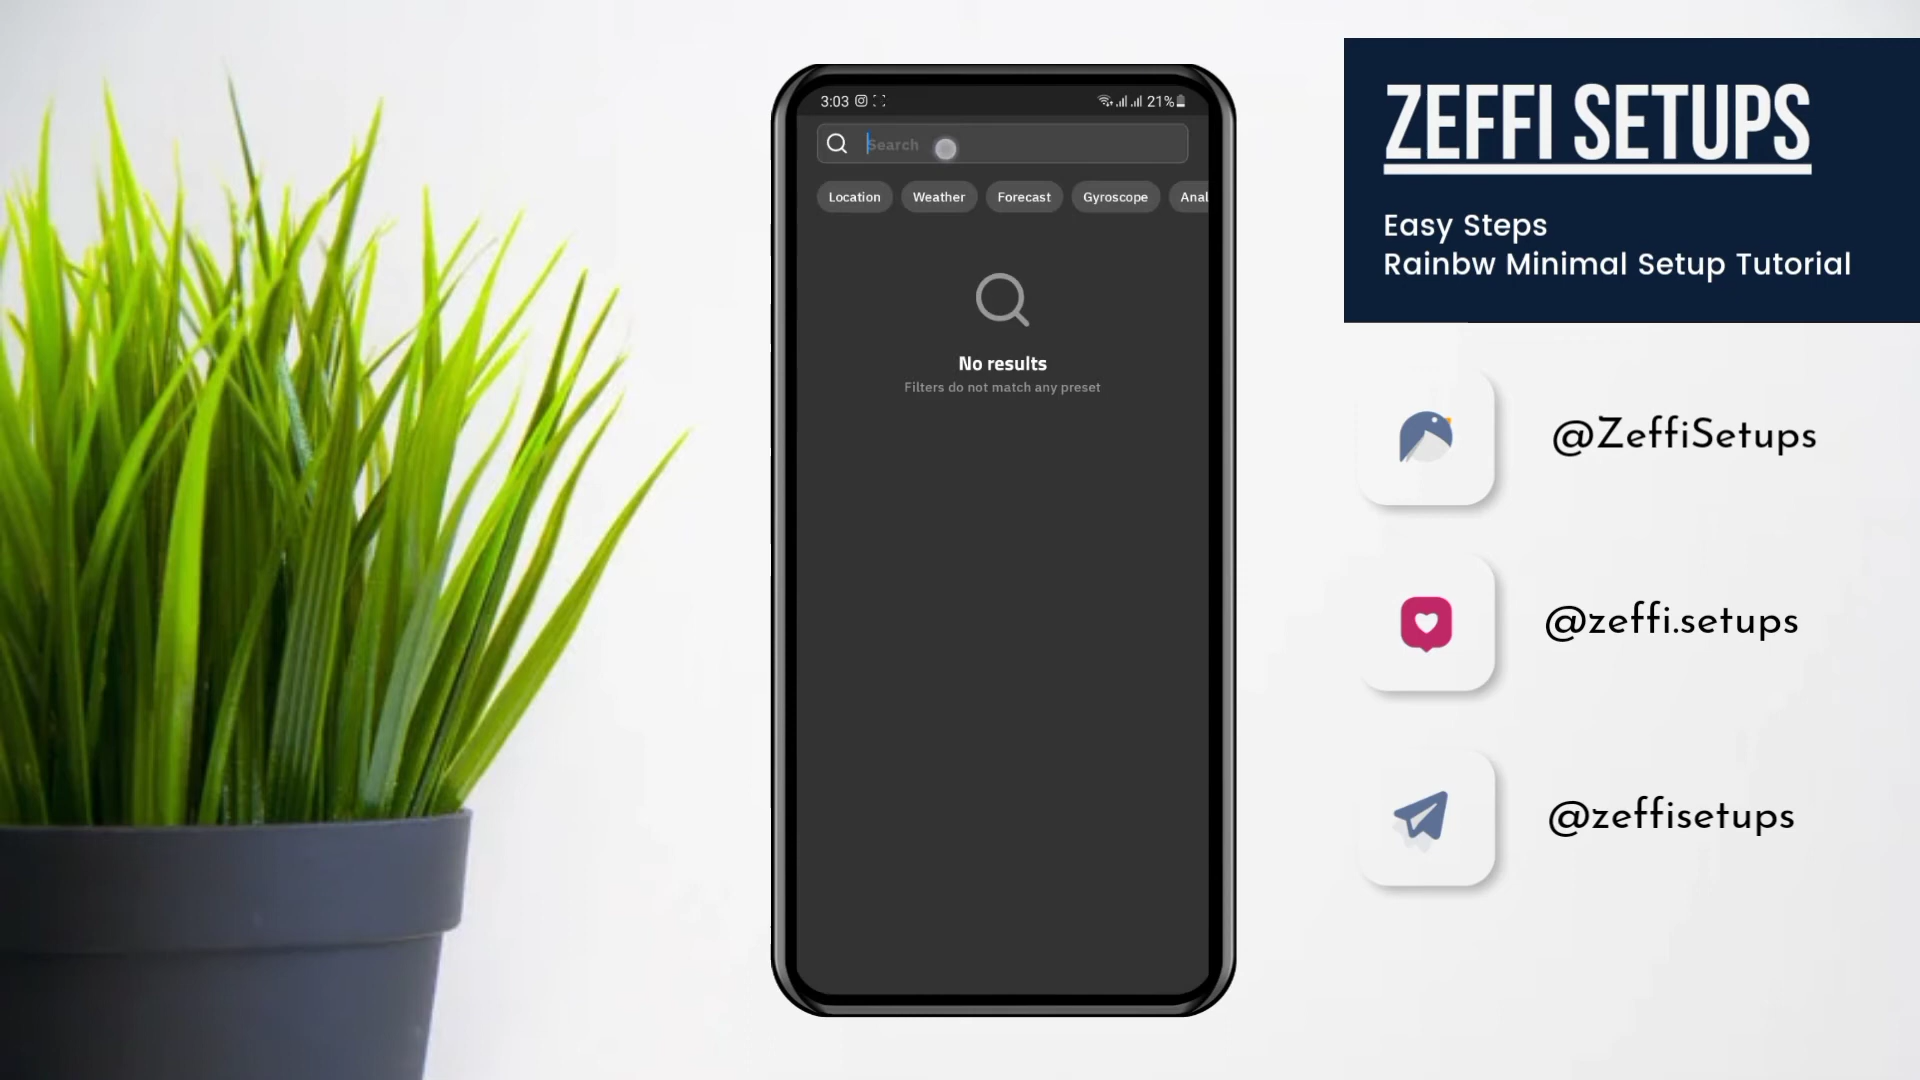 3:03 21%
Search
Location Weather Forecast Gyroscope Anal
No results
Filters do not match any preset
ZEFFI SETUPS
Easy Steps
Rainbw Minimal Setup Tutorial
@ZeffiSetups
@zeffi.setups
@zeffisetups